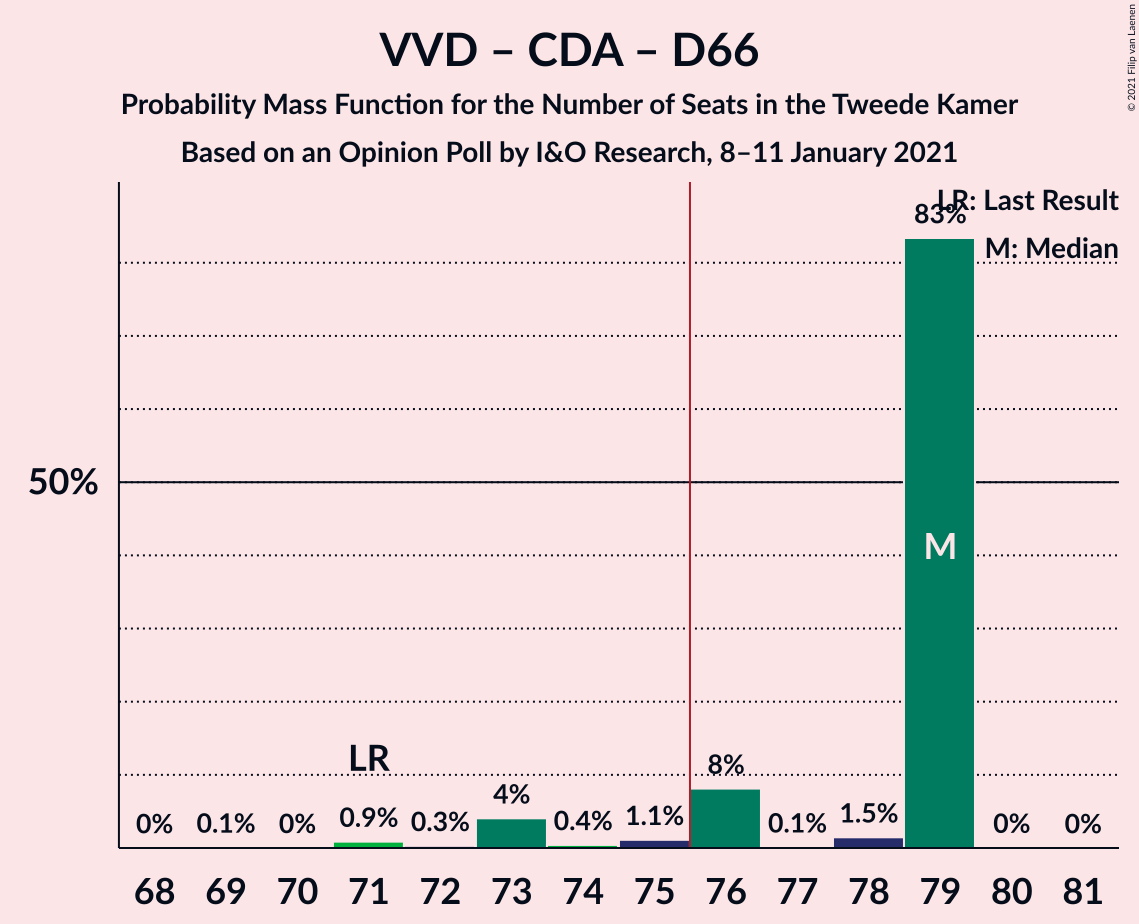 VVD – CDA – D66
Probability Mass Function for the Number of Seats in the Tweede Kamer
Based on an Opinion Poll by I&O Research, 8–11 January 2021
© 2021 Filip van Laenen
LR: Last Result
83%
M: Median
50%
M
LR
0% 0.1% 0% 0.9% 0.3% 4% 0.4% 1.1% 8% 0.1% 1.5% 0% 0%
68 69 70 71 72 73 74 75 76 77 78 79 80 81